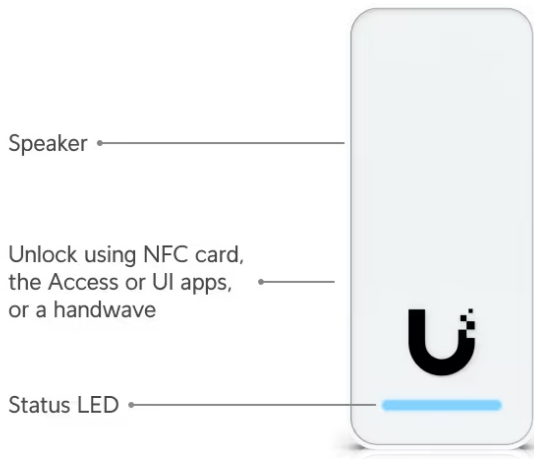 Speaker
Unlock using NFC card,
the Access or UI apps,
or a handwave
Status LED
U